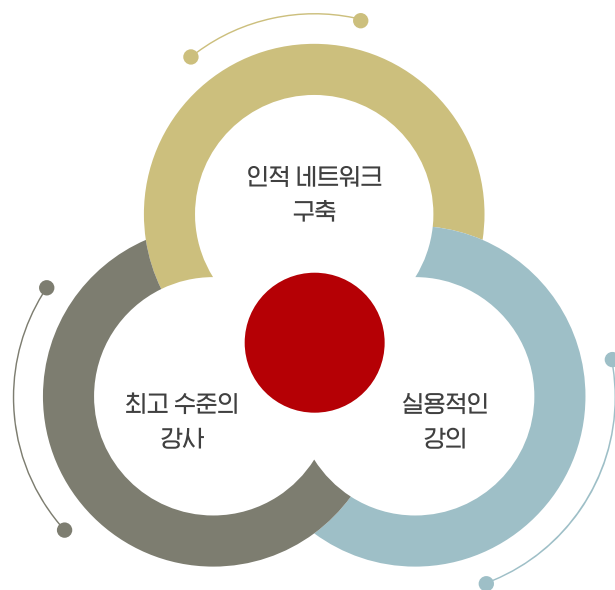 인적 네트워크
구축
최고 수준의
강사
실용적인
강의